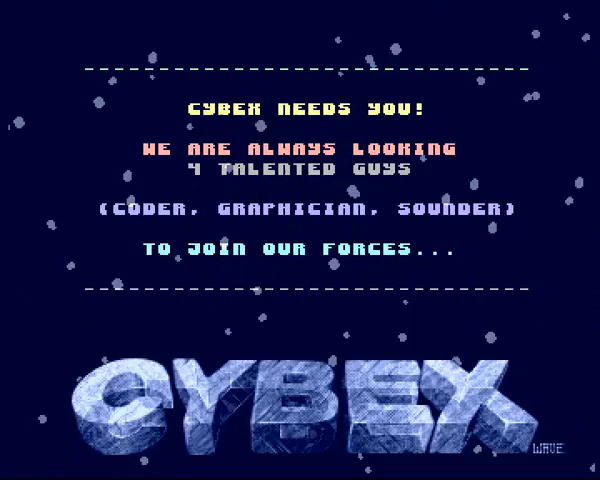 CYBEX NEEDS YOU!
WE ARE ALWAYS LOOKING
4 TALENTED GUYS
(CODER, GRAPHICIAN, SOUNDER)
TO JOIN OUR FORCES...
CYBEX
WAVE